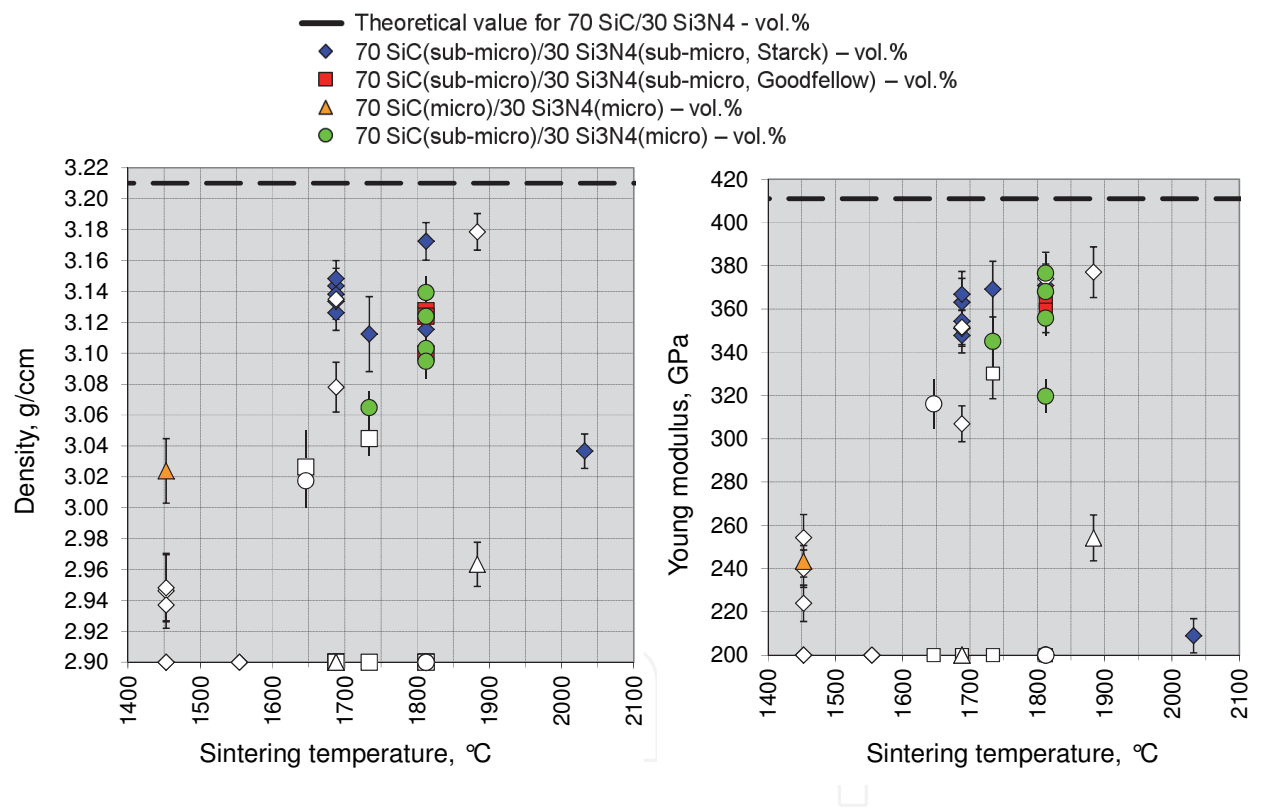 Theoretical value for 70 SiC/30 Si3N4 - vol.%
70 SiC(sub-micro)/30 Si3N4(sub-micro, Starck) – vol.%
70 SiC(sub-micro)/30 Si3N4(sub-micro, Goodfellow) – vol.%
70 SiC(micro)/30 Si3N4(micro) – vol.%
70 SiC(sub-micro)/30 Si3N4(micro) – vol.%
Density, g/ccm
3.22
3.20
3.18
3.16
3.14
3.12
3.10
3.08
3.06
3.04
3.02
3.00
2.98
2.96
2.94
2.92
2.90
1400 1500 1600 1700 1800 1900 2000 2100
Sintering temperature, °C
Young modulus, GPa
420
400
380
360
340
320
300
280
260
240
220
200
1400 1500 1600 1700 1800 1900 2000 2100
Sintering temperature, °C